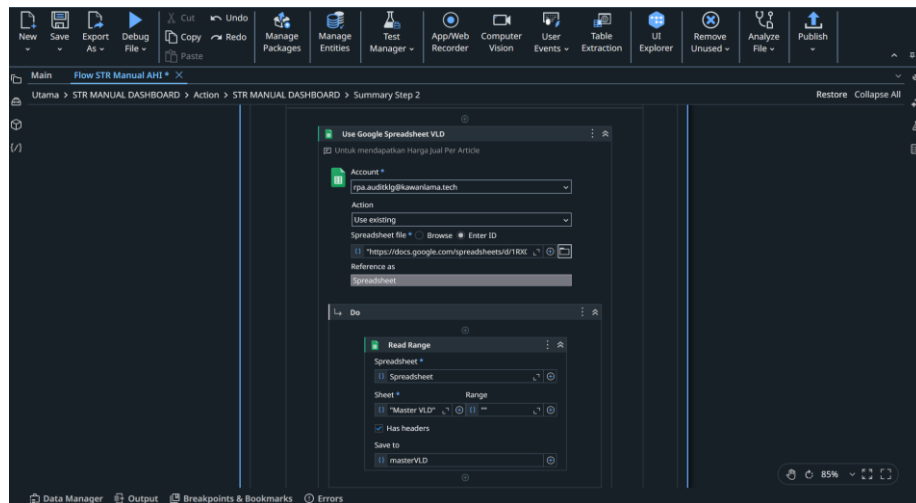 New Save Export As Debug File Cut Copy Paste Undo Redo Manage Packages Manage Entities Test Manager App/Web Recorder Computer Vision User Events Table Extraction UI Explorer Remove Unused Analyze File Publish
Main Flow STR Manual AHI *
Utama > STR MANUAL DASHBOARD > Action > STR MANUAL DASHBOARD > Summary Step 2 Restore Collapse All
Use Google Spreadsheet VLD
Untuk mendapatkan Harga Jual Per Article
Account *
rpa.auditklg@kawanlama.tech
Action
Use existing
Spreadsheet file * Browse Enter ID
"https://docs.google.com/spreadsheets/d/1RX
Reference as
Spreadsheet
Do
Read Range
Spreadsheet *
Spreadsheet
Sheet * Range
"Master VLD" ""
Has headers
Save to
masterVLD
85%
Data Manager Output Breakpoints & Bookmarks Errors